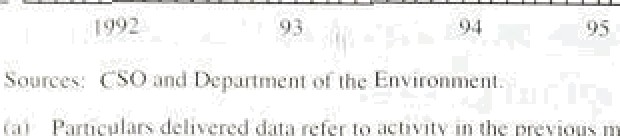 1992 93 94 95
Sources: CSO and Department of the Environment.
(a) Particulars delivered data refer to activity in the previous